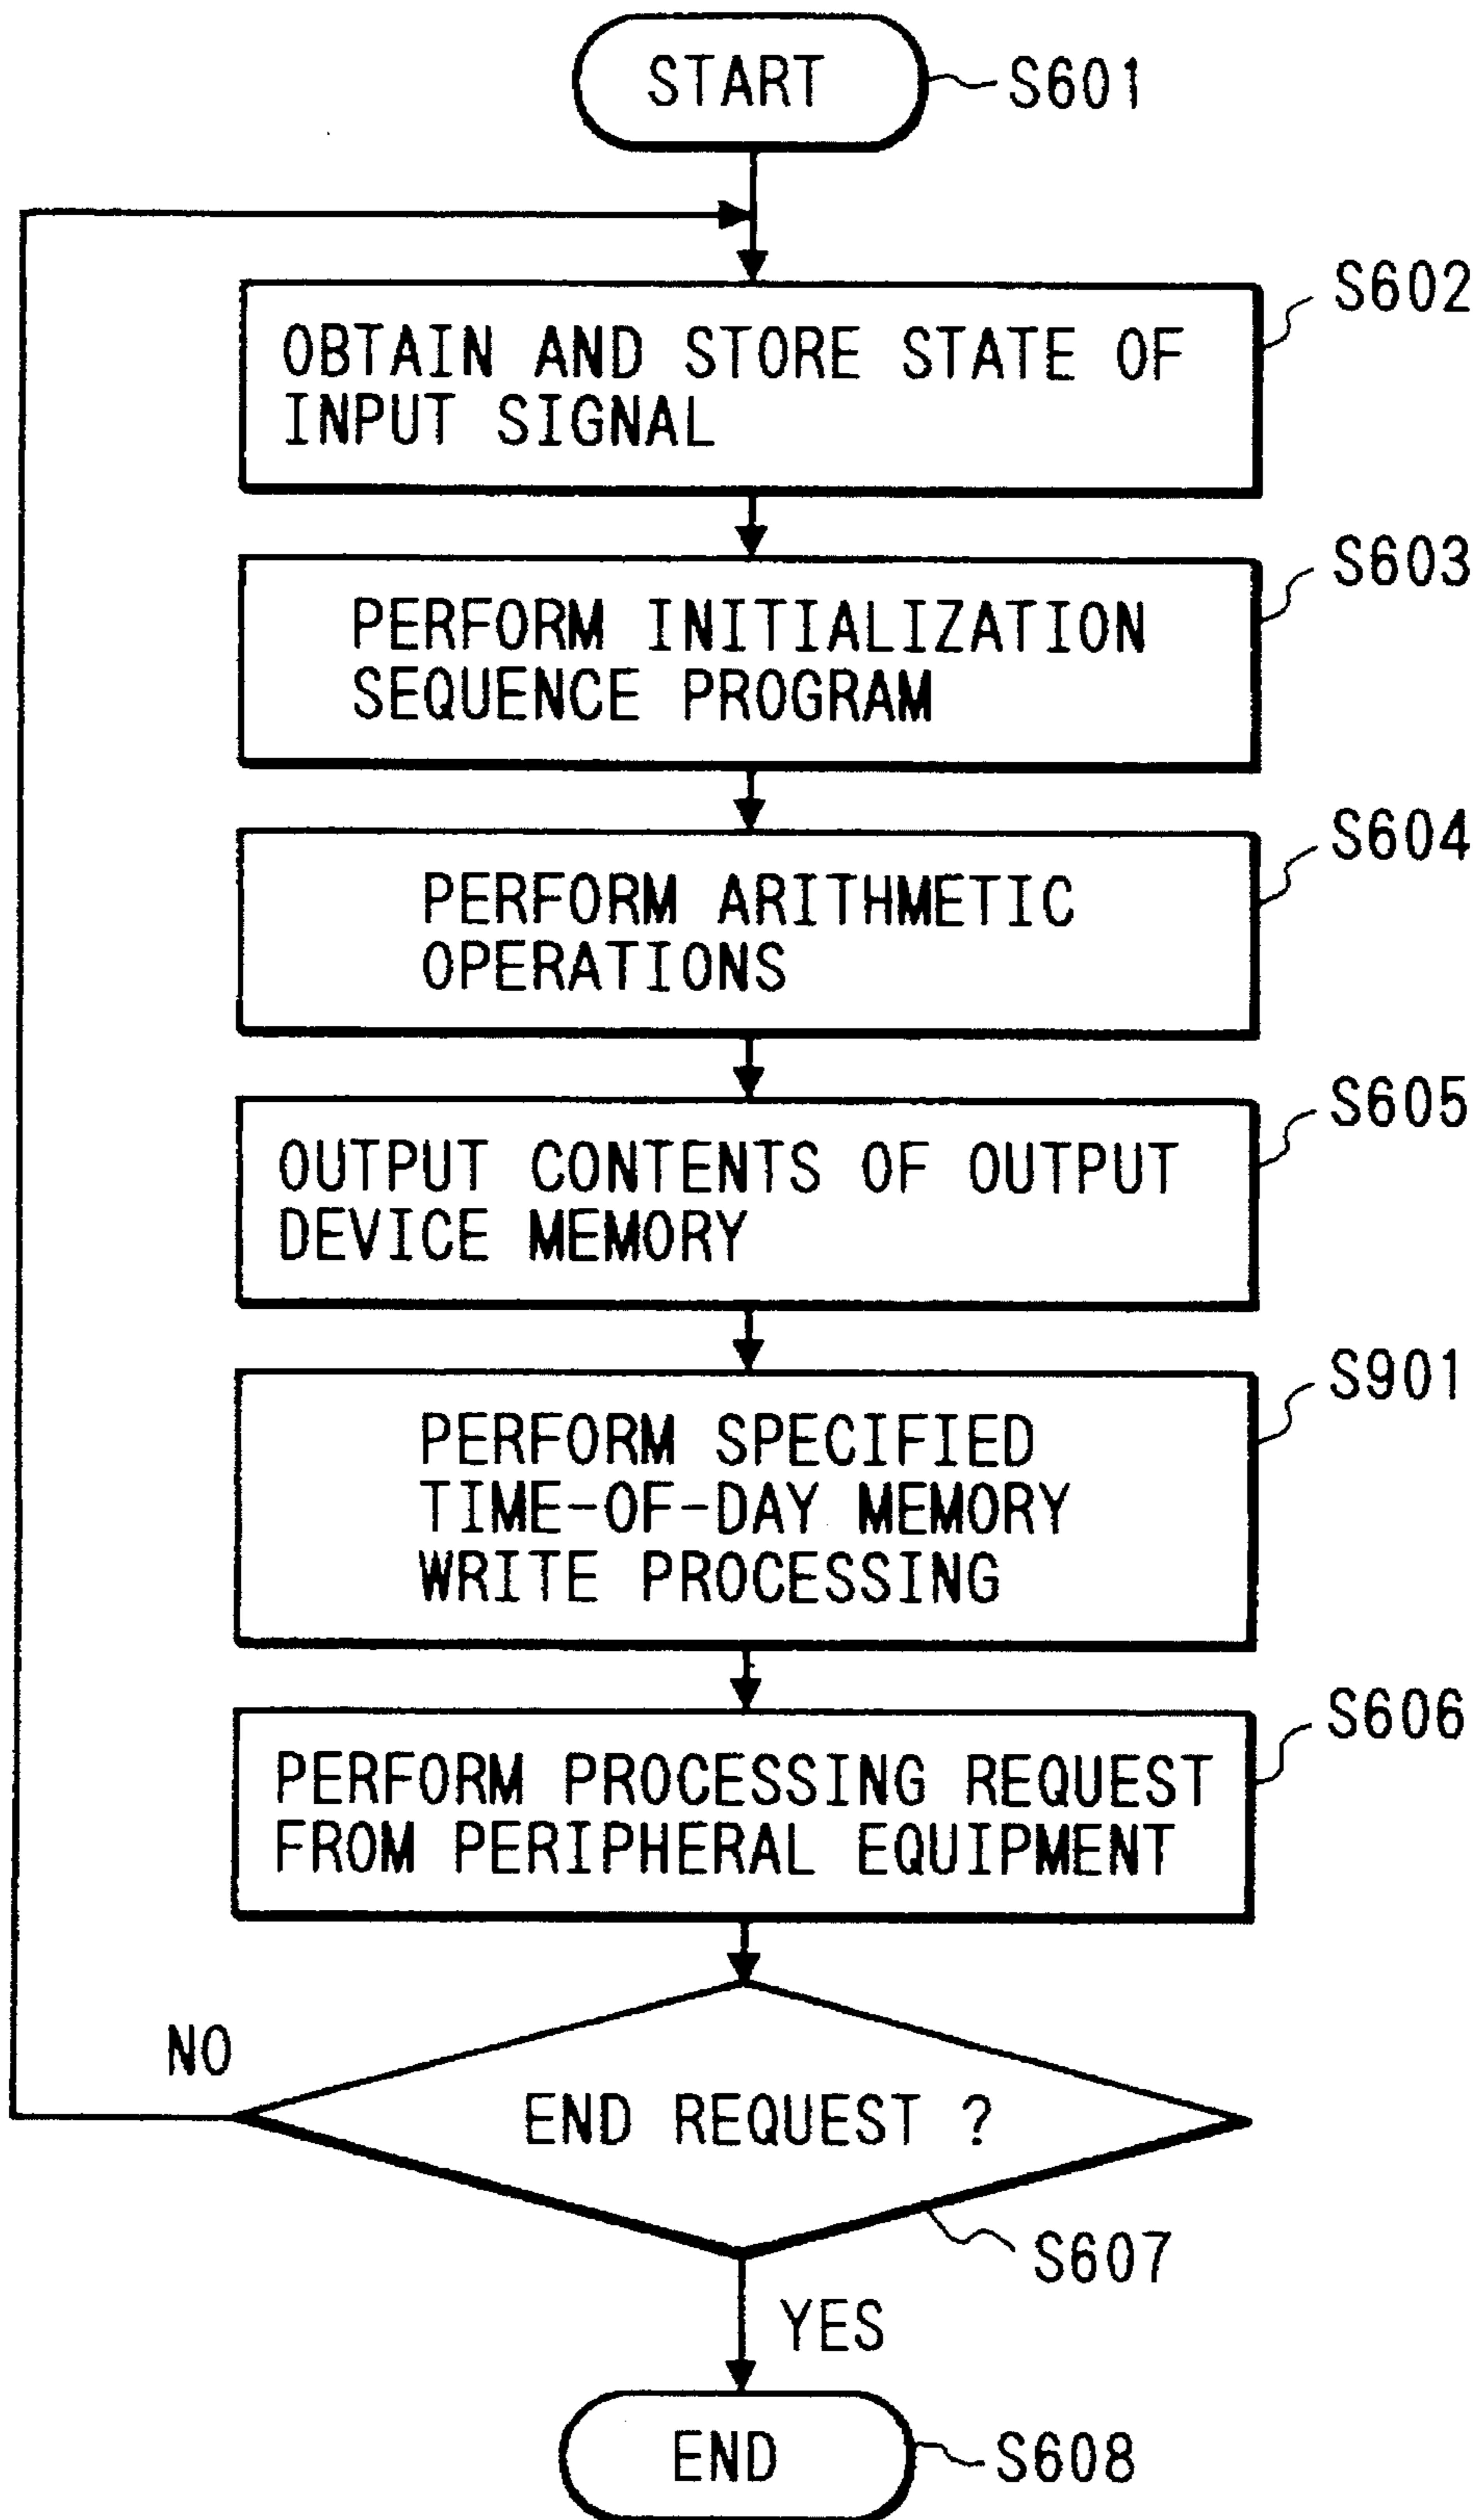 START
S601
S602
OBTAIN AND STORE STATE OF
INPUT SIGNAL
S603
PERFORM INITIALIZATION
SEQUENCE PROGRAM
S604
PERFORM ARITHMETIC
OPERATIONS
S605
OUTPUT CONTENTS OF OUTPUT
DEVICE MEMORY
S901
PERFORM SPECIFIED
TIME-OF-DAY MEMORY
WRITE PROCESSING
S606
PERFORM PROCESSING REQUEST
FROM PERIPHERAL EQUIPMENT
NO
END REQUEST ?
S607
YES
END
S608